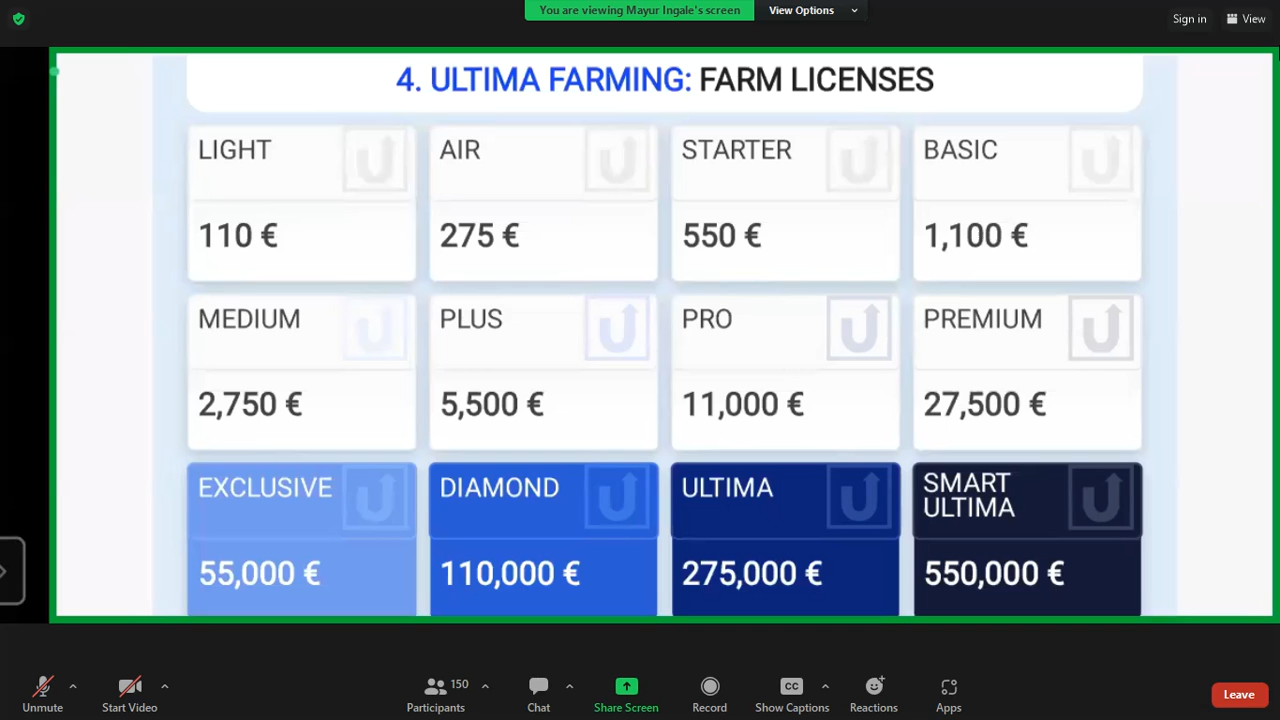 You are viewing Mayur Ingale's screen View Options
Sign in View
4. ULTIMA FARMING: FARM LICENSES
LIGHT AIR STARTER BASIC
110 € 275 € 550 € 1,100 €
MEDIUM PLUS PRO PREMIUM
2,750 € 5,500 € 11,000 € 27,500 €
EXCLUSIVE DIAMOND ULTIMA SMART ULTIMA
55,000 € 110,000 € 275,000 € 550,000 €
150
CC
Unmute Start Video Participants Chat Share Screen Record Show Captions Reactions Apps Leave